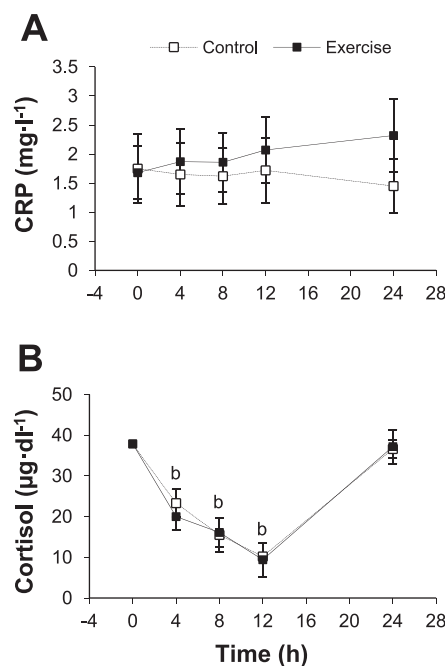 A
Control Exercise
3.5
3
2.5
2
1.5
1
0.5
0
CRP (mg·l⁻¹)
-4 0 4 8 12 16 20 24 28
B
50
40
30
20
10
0
Cortisol (µg·dl⁻¹)
b
b
b
-4 0 4 8 12 16 20 24 28
Time (h)